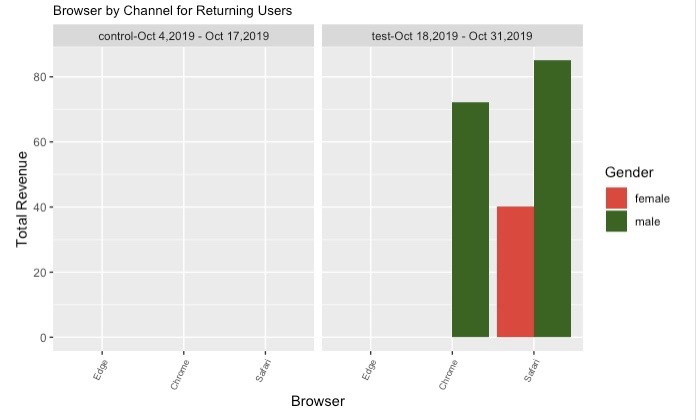 Browser by Channel for Returning Users
control-Oct 4,2019 - Oct 17,2019
test-Oct 18,2019 - Oct 31,2019
80
60
40
20
0
Total Revenue
Edge
Chrome
Safari
Edge
Chrome
Safari
Browser
Gender
female
male